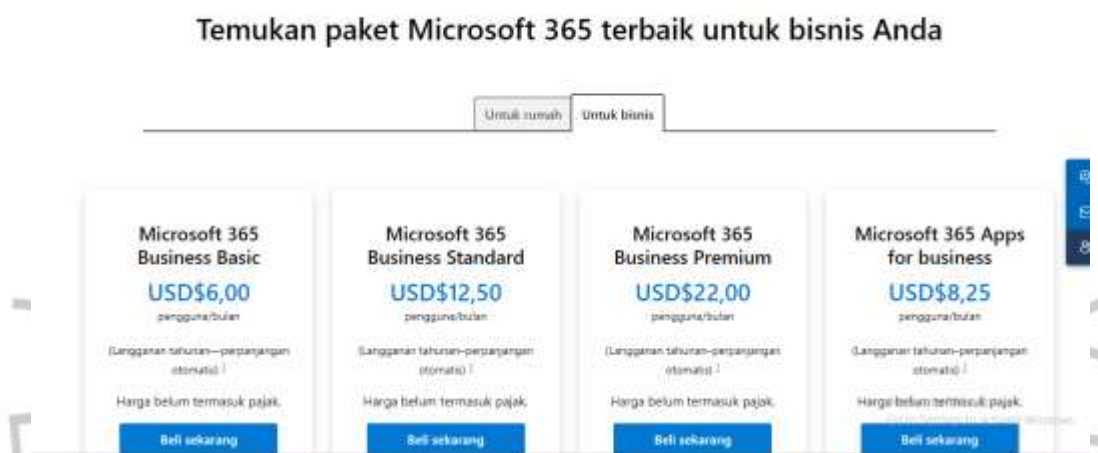 Temukan paket Microsoft 365 terbaik untuk bisnis Anda
Untuk rumah
Untuk bisnis
Microsoft 365
Business Basic
USD$6,00
pengguna/bulan
(Langganan tahunan—perpanjangan
otomatis)
Harga belum termasuk pajak.
Beli sekarang
Microsoft 365
Business Standard
USD$12,50
pengguna/bulan
(Langganan tahunan–perpanjangan
otomatis)
Harga belum termasuk pajak.
Beli sekarang
Microsoft 365
Business Premium
USD$22,00
pengguna/bulan
(Langganan tahunan–perpanjangan
otomatis)
Harga belum termasuk pajak.
Beli sekarang
Microsoft 365 Apps
for business
USD$8,25
pengguna/bulan
(Langganan tahunan–perpanjangan
otomatis)
Harga belum termasuk pajak.
Beli sekarang